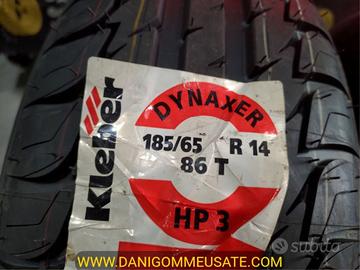 Kleber
DYNAXER
185/65 R 14
86 T
HP 3
subito
WWW.DANIGOMMEUSATE.COM